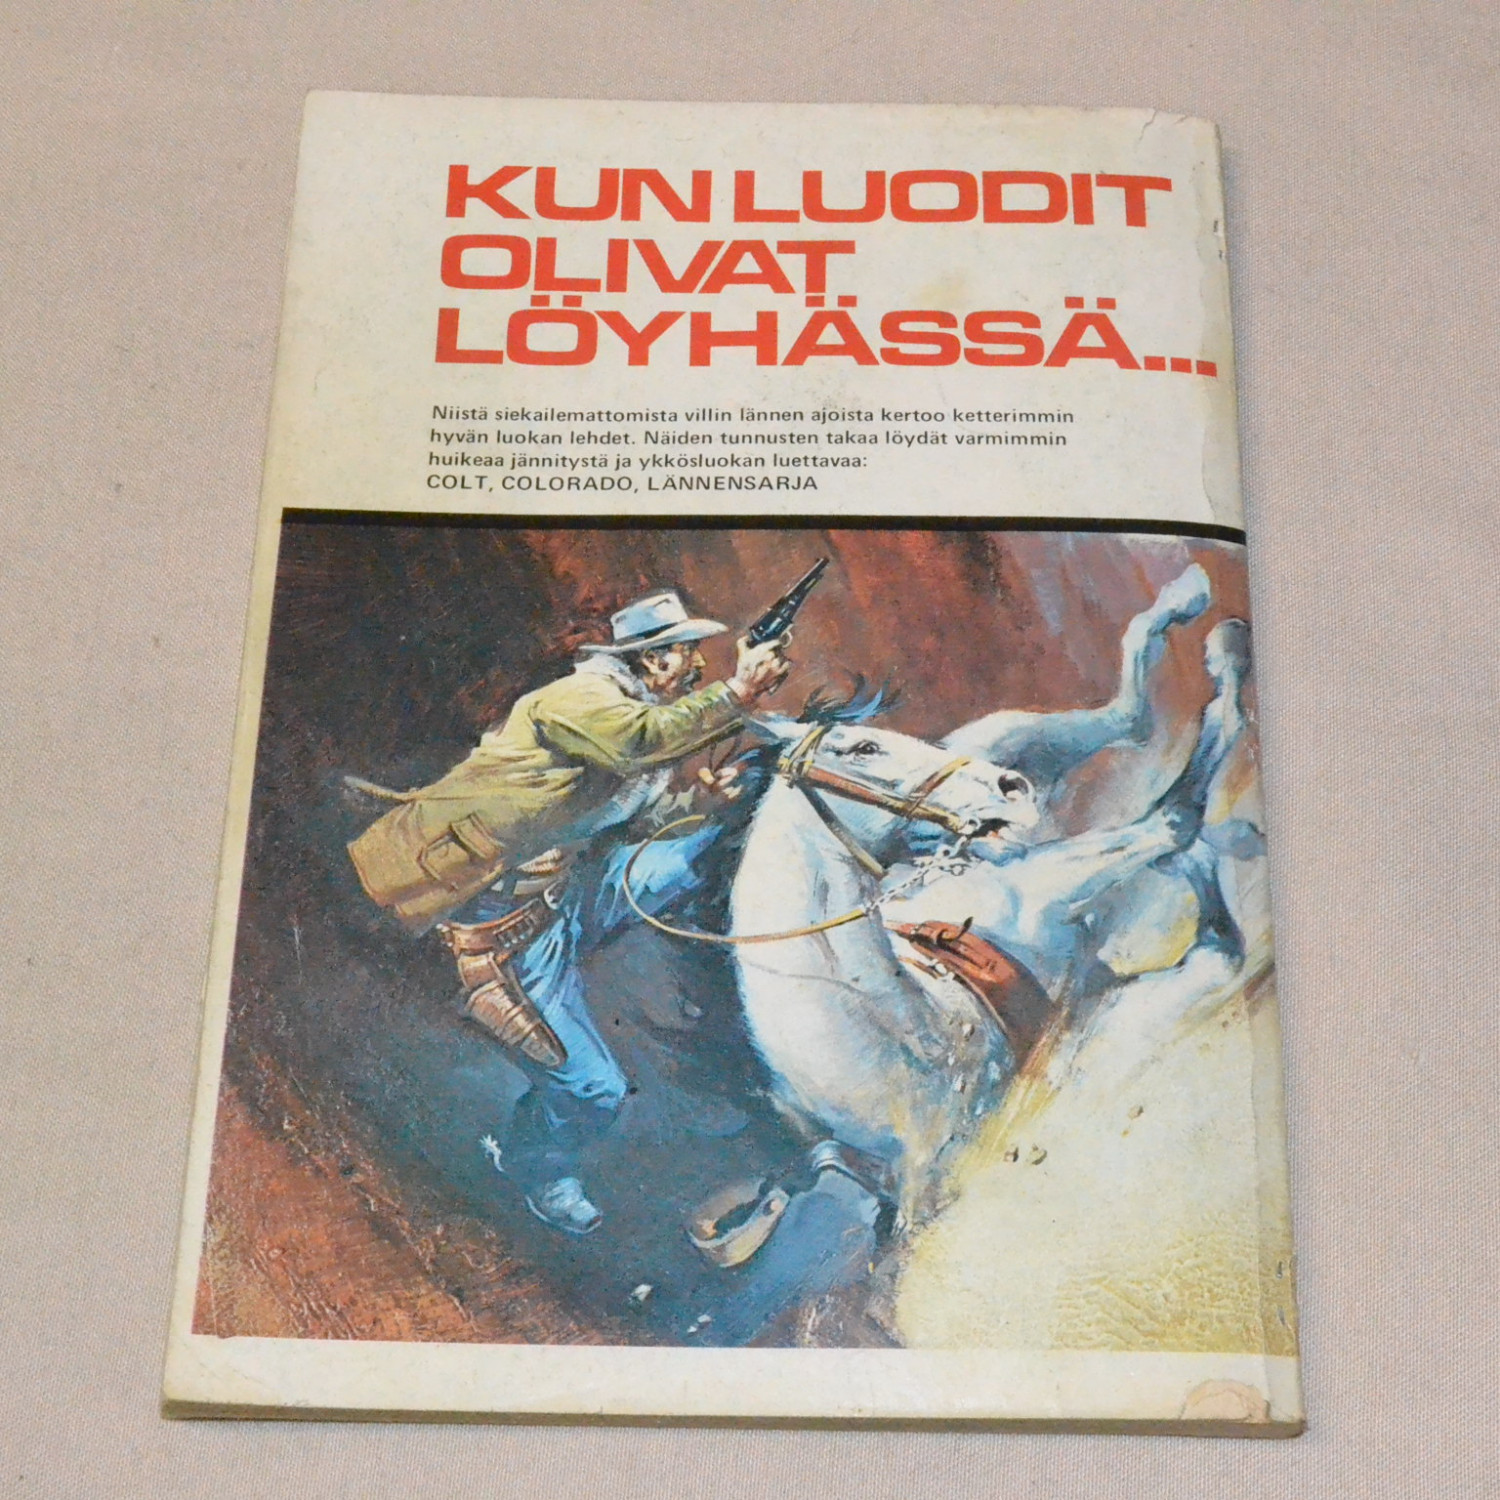 KUN LUODIT
OLIVAT
LÖYHÄSSÄ...
Niistä siekailemattomista villin lännen ajoista kertoo ketterimmin
hyvän luokan lehdet. Näiden tunnusten takaa löydät varmimmin
huikeaa jännitystä ja ykkösluokan luettavaa:
COLT, COLORADO, LÄNNENSARJA